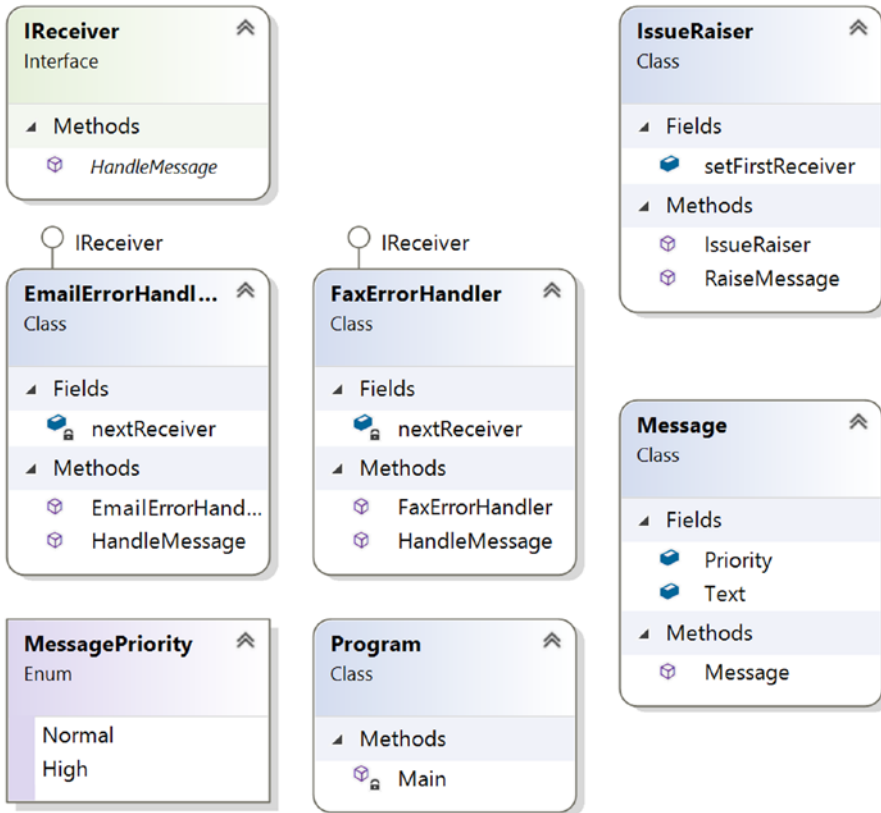 IReceiver
Interface
Methods
HandleMessage
IssueRaiser
Class
Fields
setFirstReceiver
Methods
IssueRaiser
RaiseMessage
IReceiver
EmailErrorHandl...
Class
Fields
nextReceiver
Methods
EmailErrorHand...
HandleMessage
IReceiver
FaxErrorHandler
Class
Fields
nextReceiver
Methods
FaxErrorHandler
HandleMessage
Message
Class
Fields
Priority
Text
Methods
Message
MessagePriority
Enum
Normal
High
Program
Class
Methods
Main